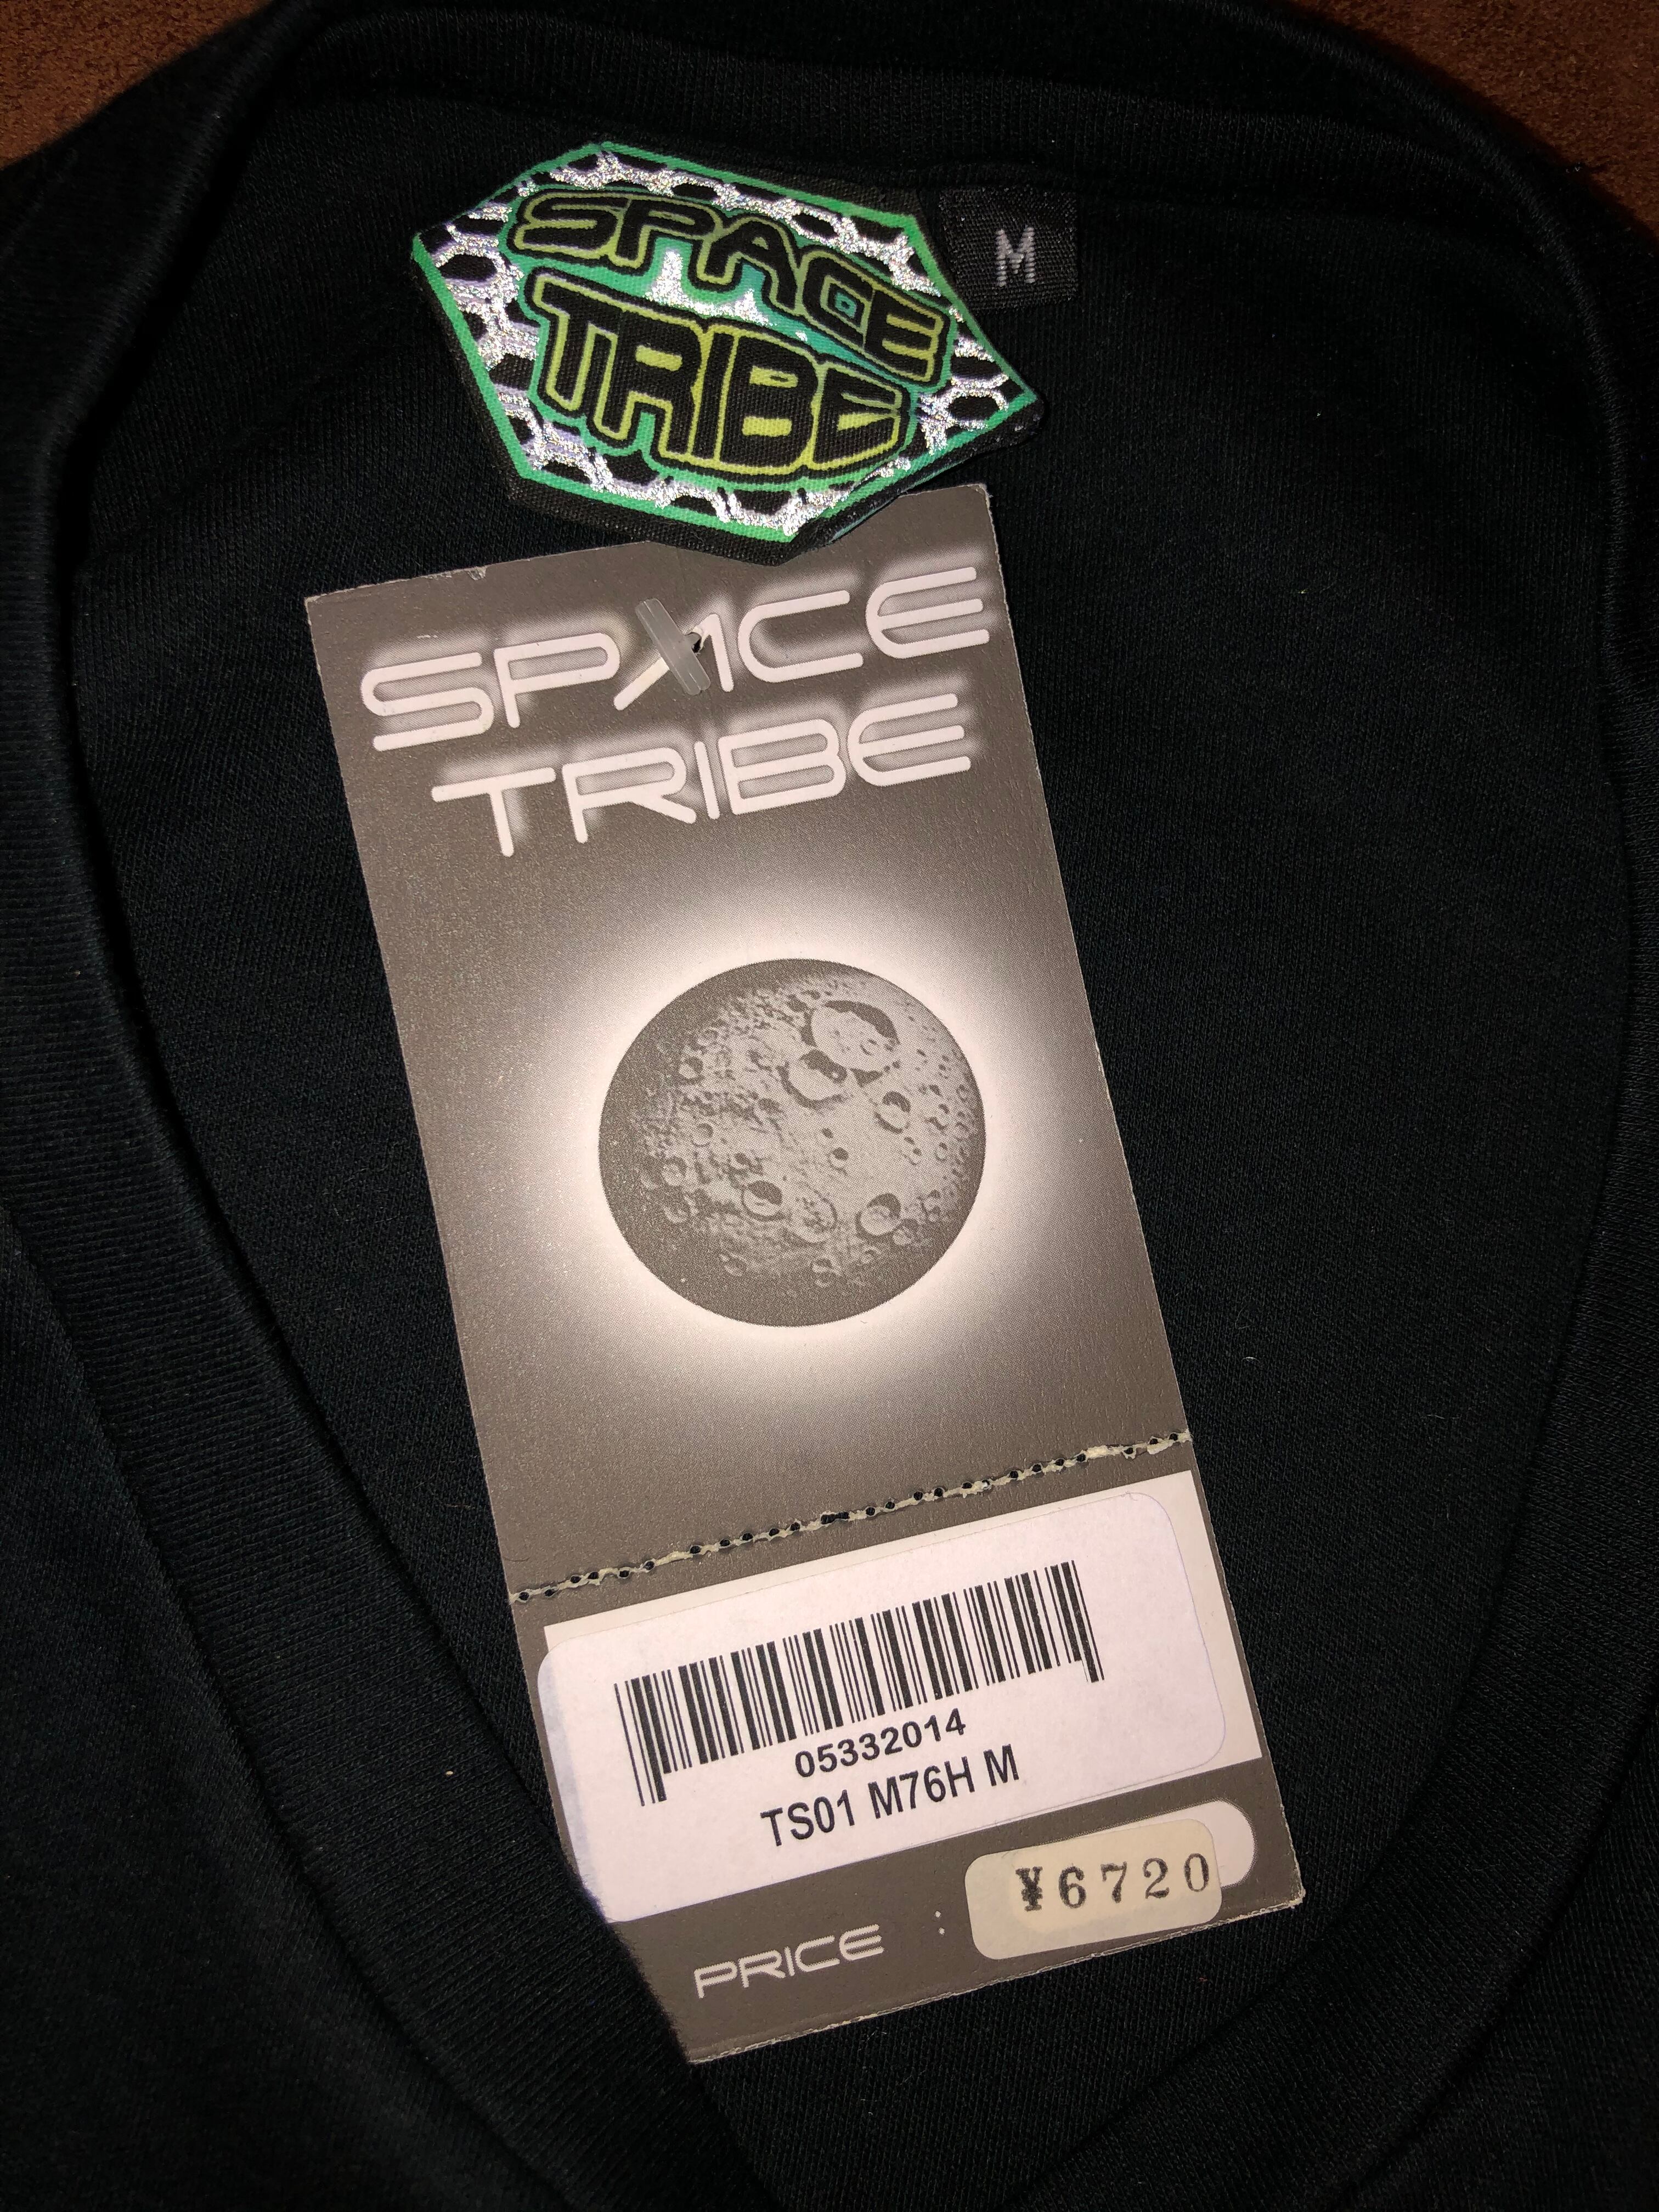 SPACE
TRIBE
M
SPACE
TRIBE
05332014
TS01 M76H M
PRICE : ¥6720